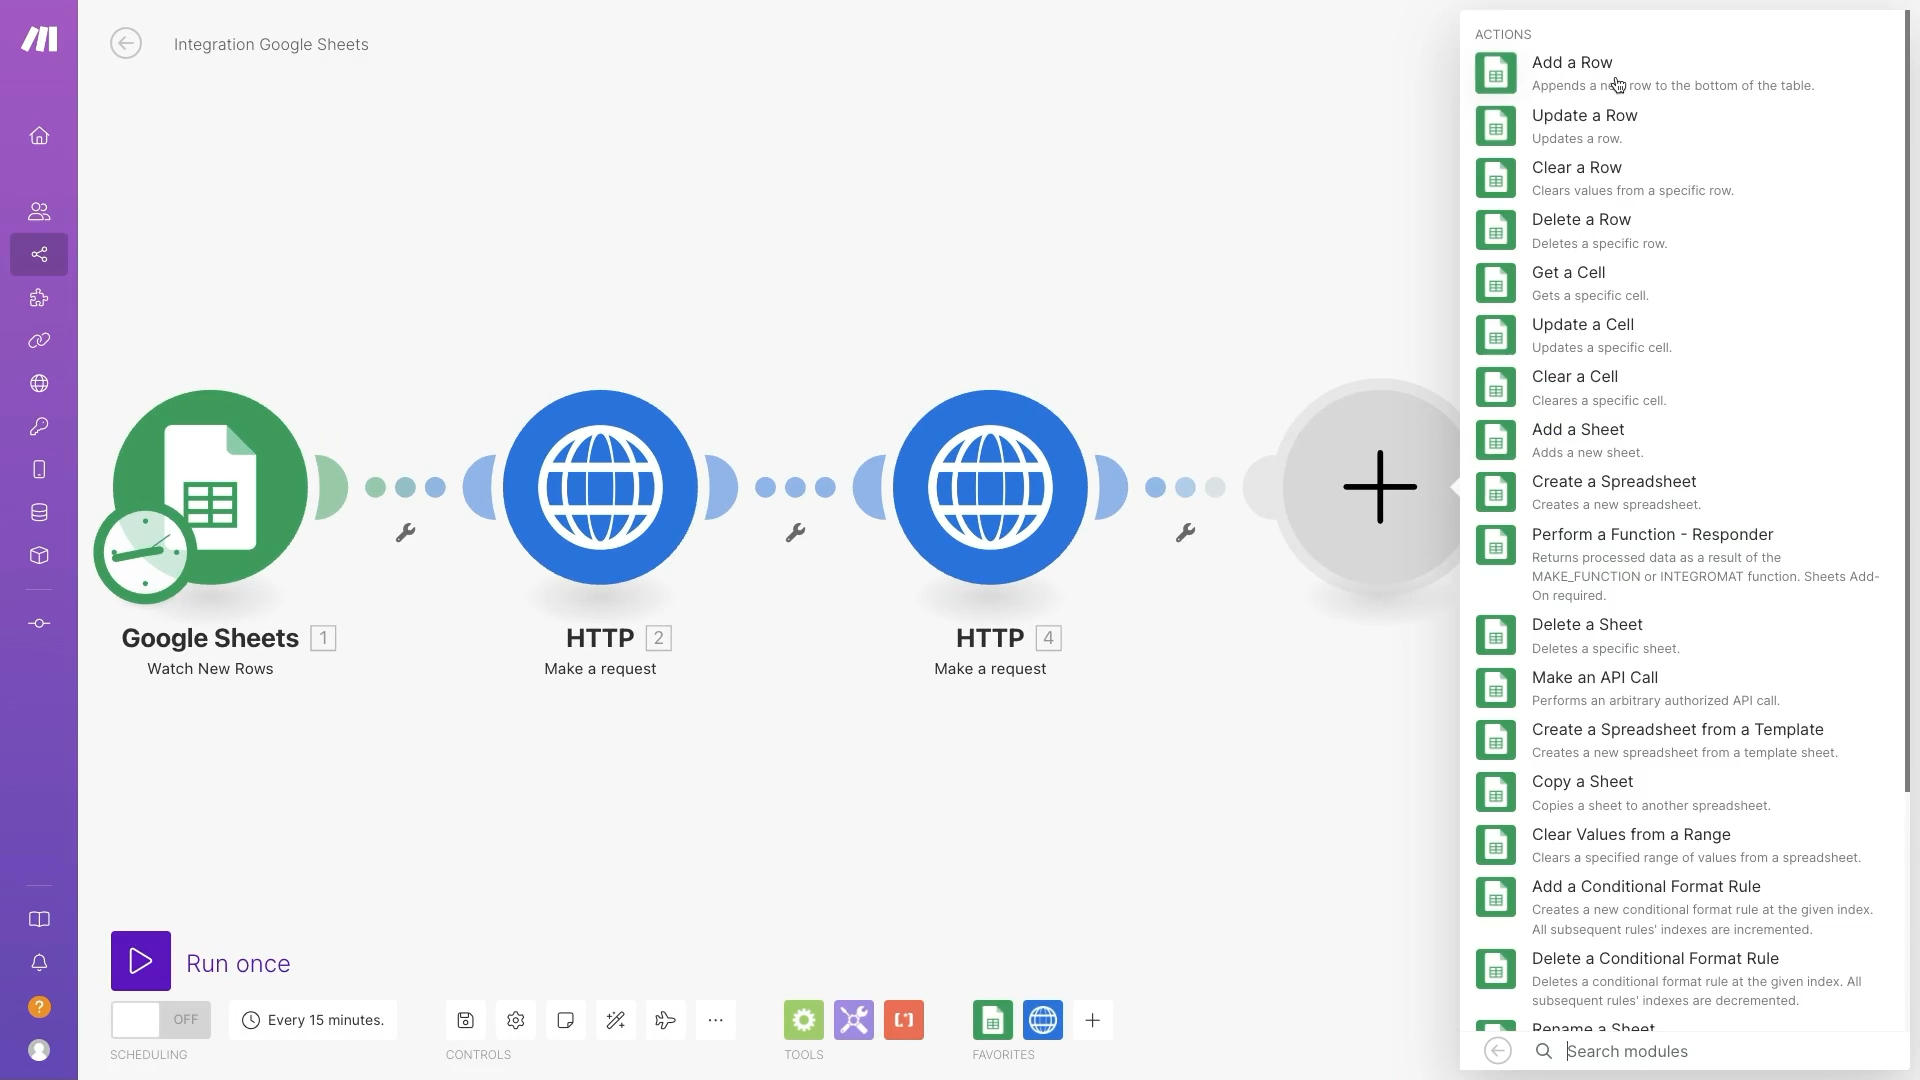 Integration Google Sheets
Google Sheets 1
Watch New Rows
HTTP 2
Make a request
HTTP 4
Make a request
Run once
OFF
Every 15 minutes.
SCHEDULING
CONTROLS
TOOLS
FAVORITES
ACTIONS
Add a Row
Appends a new row to the bottom of the table.
Update a Row
Updates a row.
Clear a Row
Clears values from a specific row.
Delete a Row
Deletes a specific row.
Get a Cell
Gets a specific cell.
Update a Cell
Updates a specific cell.
Clear a Cell
Cleares a specific cell.
Add a Sheet
Adds a new sheet.
Create a Spreadsheet
Creates a new spreadsheet.
Perform a Function - Responder
Returns processed data as a result of the
MAKE_FUNCTION or INTEGROMAT function. Sheets Add-
On required.
Delete a Sheet
Deletes a specific sheet.
Make an API Call
Performs an arbitrary authorized API call.
Create a Spreadsheet from a Template
Creates a new spreadsheet from a template sheet.
Copy a Sheet
Copies a sheet to another spreadsheet.
Clear Values from a Range
Clears a specified range of values from a spreadsheet.
Add a Conditional Format Rule
Creates a new conditional format rule at the given index.
All subsequent rules' indexes are incremented.
Delete a Conditional Format Rule
Deletes a conditional format rule at the given index. All
subsequent rules' indexes are decremented.
Rename a Sheet
Search modules